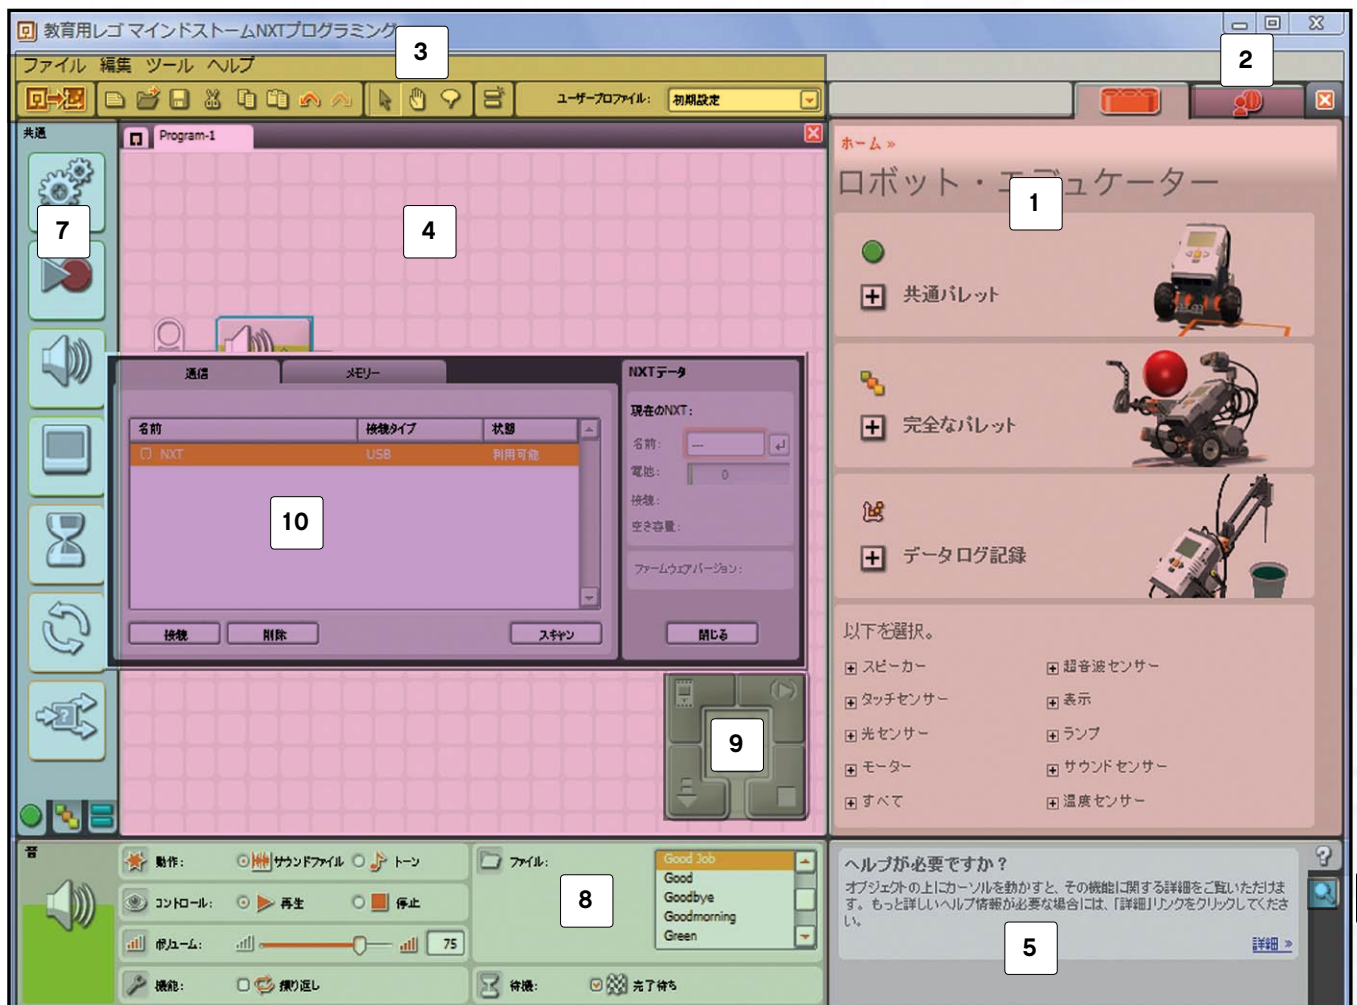 教育用レゴ マインドストームNXTプログラミング
3
2
ファイル 編集 ツール ヘルプ
ユーザープロファイル: 初期設定
共通
Program-1
ホーム »
ロボット・エデュケーター
1
7
4
共通パレット
完全なパレット
データログ記録
通信 メモリー
NXTデータ
現在のNXT:
名前 接続タイプ 状態
NXT USB 利用可能
名前: ---
電池: 0
接続:
空き容量:
ファームウェアバージョン:
10
接続 削除 スキャン 閉じる
以下を選択。
スピーカー 超音波センサー
タッチセンサー 表示
光センサー ランプ
モーター サウンドセンサー
すべて 温度センサー
9
音
動作: サウンドファイル トーン
コントロール: 再生 停止
ボリューム: 75
機能: 繰り返し
ファイル:
Good Job
Good
Goodbye
Goodmorning
Green
8
待機: 完了待ち
ヘルプが必要ですか?
オブジェクトの上にカーソルを動かすと、その機能に関する詳細をご覧いただけま
す。もっと詳しいヘルプ情報が必要な場合には、「詳細」リンクをクリックしてくださ
い。
5
詳細 »
?